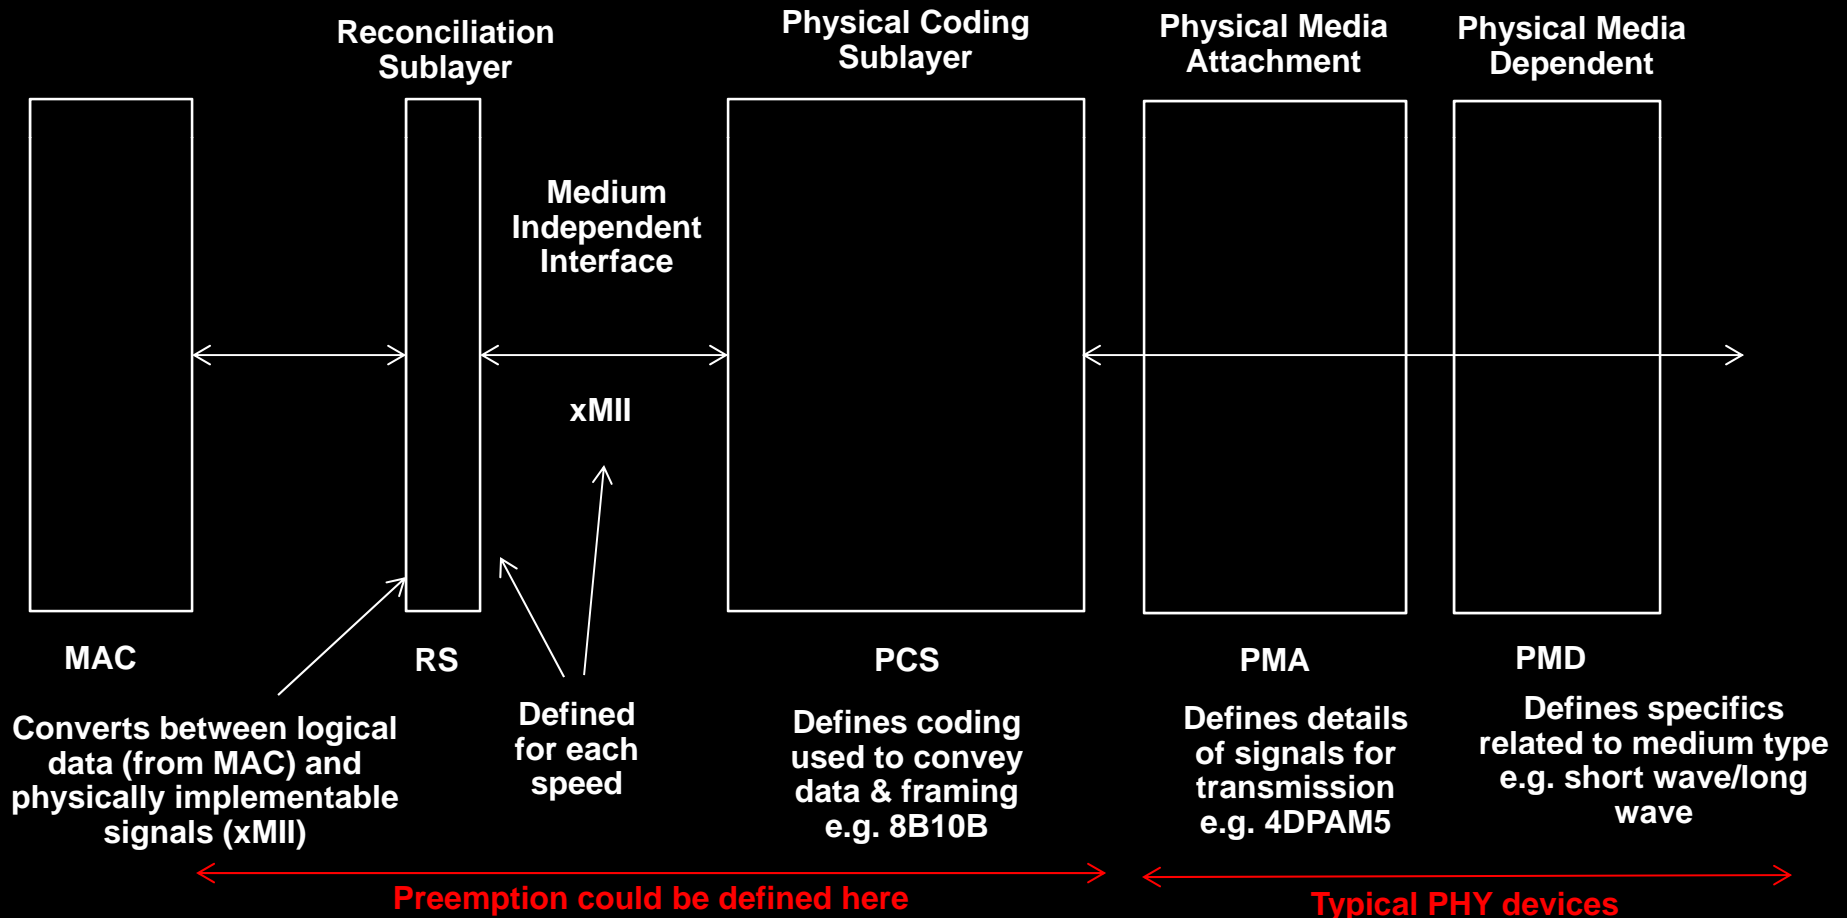 Reconciliation
Sublayer
Physical Coding
Sublayer
Physical Media
Attachment
Physical Media
Dependent
Medium
Independent
Interface
xMII
MAC
RS
PCS
PMA
PMD
Converts between logical
data (from MAC) and
physically implementable
signals (xMII)
Defined
for each
speed
Defines coding
used to convey
data & framing
e.g. 8B10B
Defines details
of signals for
transmission
e.g. 4DPAM5
Defines specifics
related to medium type
e.g. short wave/long
wave
Preemption could be defined here
Typical PHY devices